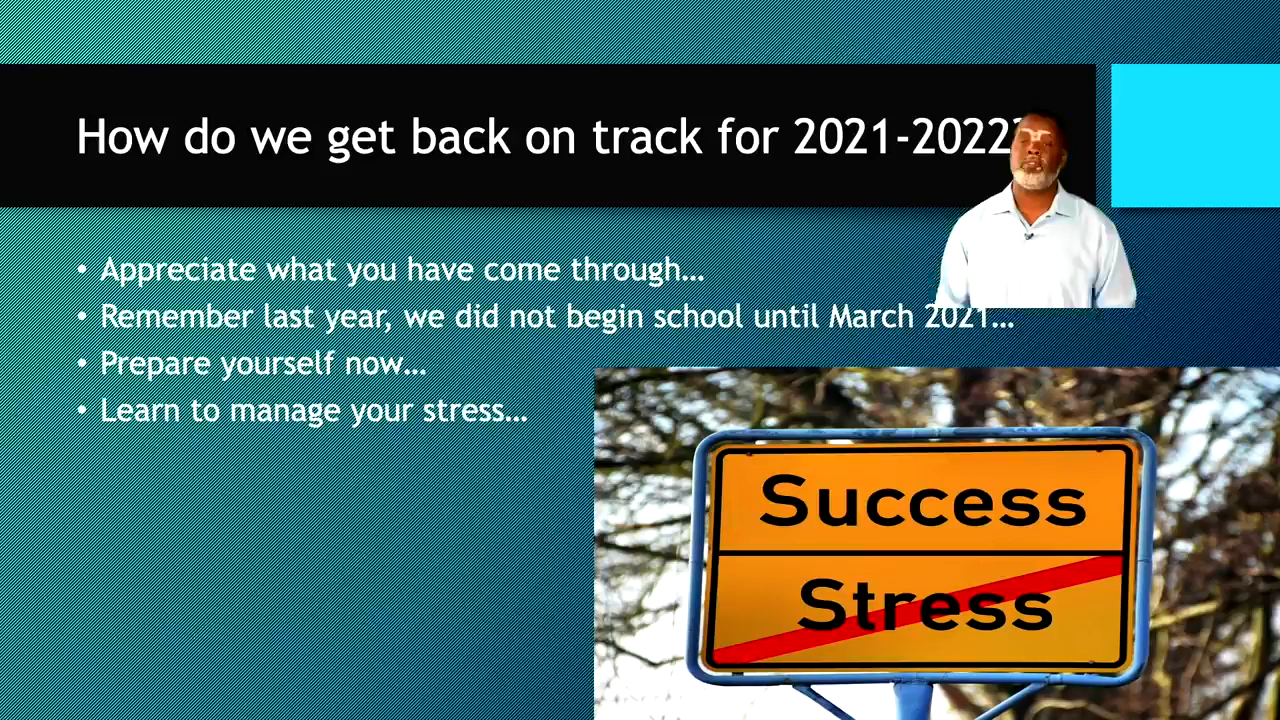 How do we get back on track for 2021-2022?
• Appreciate what you have come through…
• Remember last year, we did not begin school until March 2021…
• Prepare yourself now…
• Learn to manage your stress…
Success
Stress